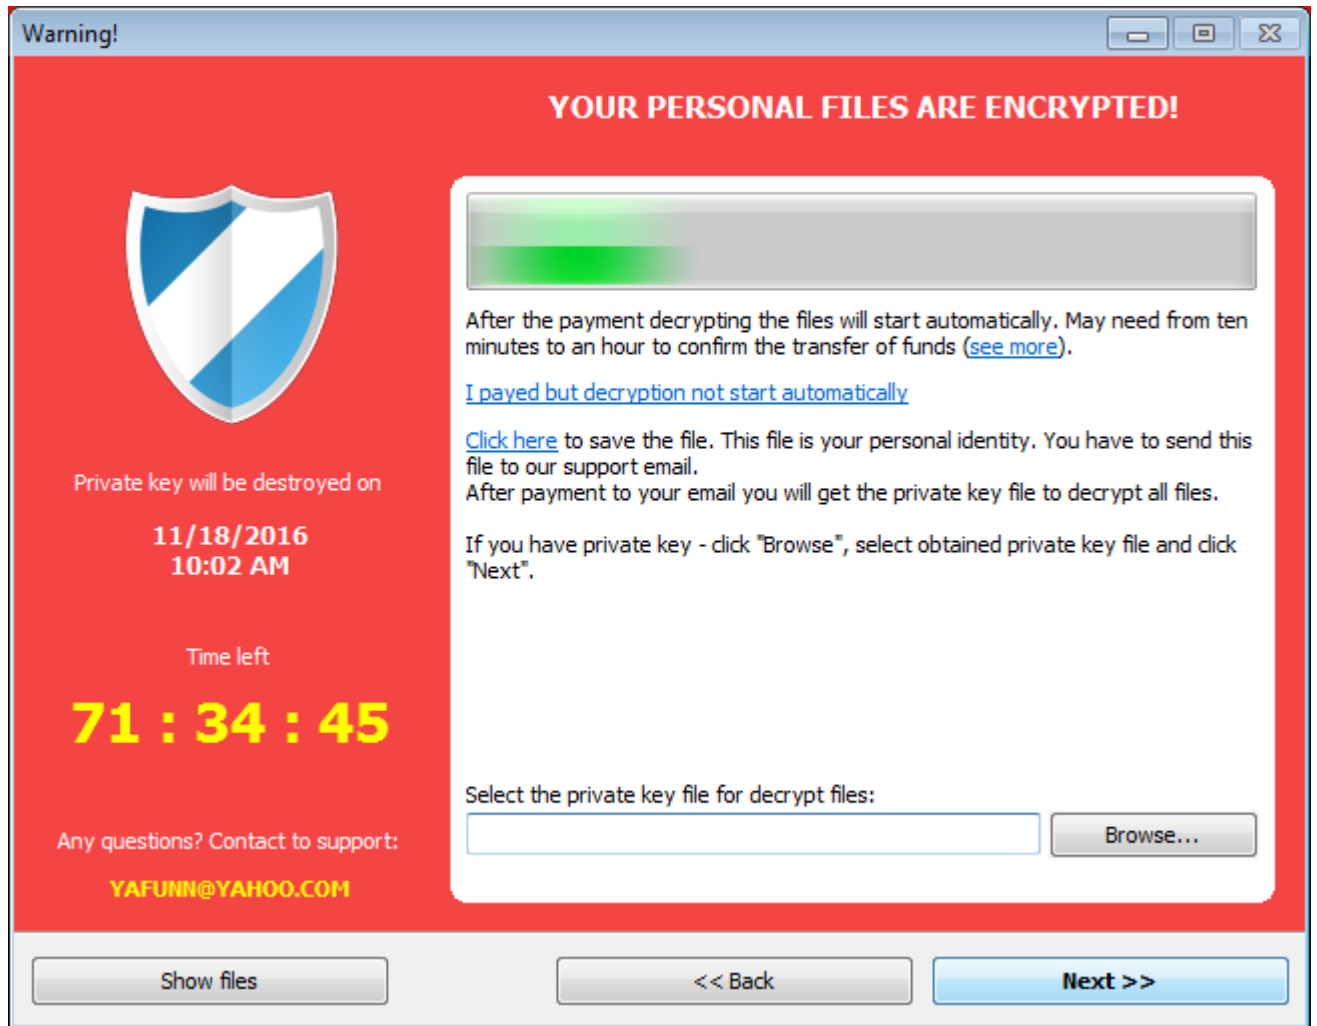 Warning!
YOUR PERSONAL FILES ARE ENCRYPTED!
After the payment decrypting the files will start automatically. May need from ten
minutes to an hour to confirm the transfer of funds (see more).
I payed but decryption not start automatically
Click here to save the file. This file is your personal identity. You have to send this
file to our support email.
After payment to your email you will get the private key file to decrypt all files.
If you have private key - click "Browse", select obtained private key file and click
"Next".
Select the private key file for decrypt files:
Browse...
Private key will be destroyed on
11/18/2016
10:02 AM
Time left
71 : 34 : 45
Any questions? Contact to support:
YAFUNN@YAHOO.COM
Show files
<< Back
Next >>